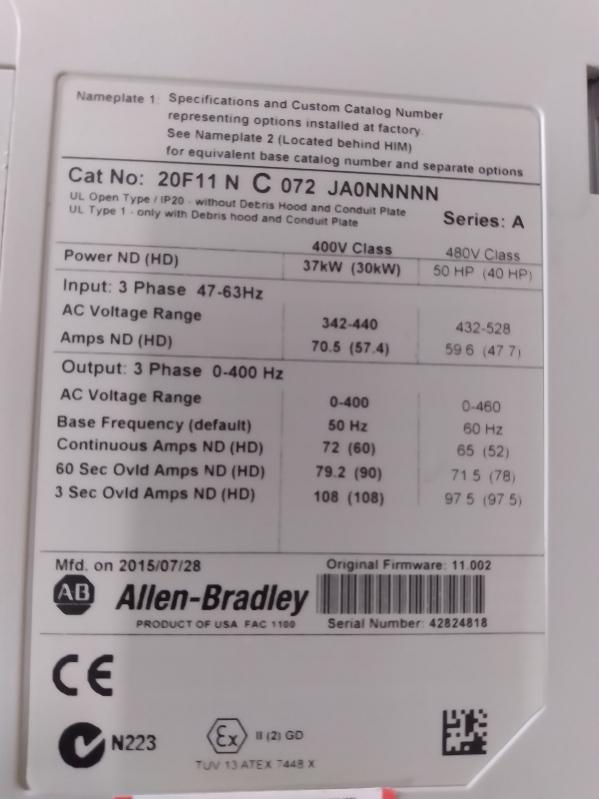 Nameplate 1: Specifications and Custom Catalog Number
representing options installed at factory.
See Nameplate 2 (Located behind HIM)
for equivalent base catalog number and separate options
Cat No: 20F11 N C 072 JA0NNNNN
UL Open Type / IP20 - without Debris Hood and Conduit Plate
UL Type 1 - only with Debris hood and Conduit Plate
Series: A
400V Class 480V Class
Power ND (HD) 37kW (30kW) 50 HP (40 HP)
Input: 3 Phase 47-63Hz
AC Voltage Range 342-440 432-528
Amps ND (HD) 70.5 (57.4) 59.6 (47.7)
Output: 3 Phase 0-400 Hz
AC Voltage Range 0-400 0-460
Base Frequency (default) 50 Hz 60 Hz
Continuous Amps ND (HD) 72 (60) 65 (52)
60 Sec Ovld Amps ND (HD) 79.2 (90) 71.5 (78)
3 Sec Ovld Amps ND (HD) 108 (108) 97.5 (97.5)
Mfd. on 2015/07/28 Original Firmware: 11.002
AB Allen-Bradley
PRODUCT OF USA FAC 1100 Serial Number: 42824818
CE
N223 Ex II (2) GD
TUV 13 ATEX 7448 X